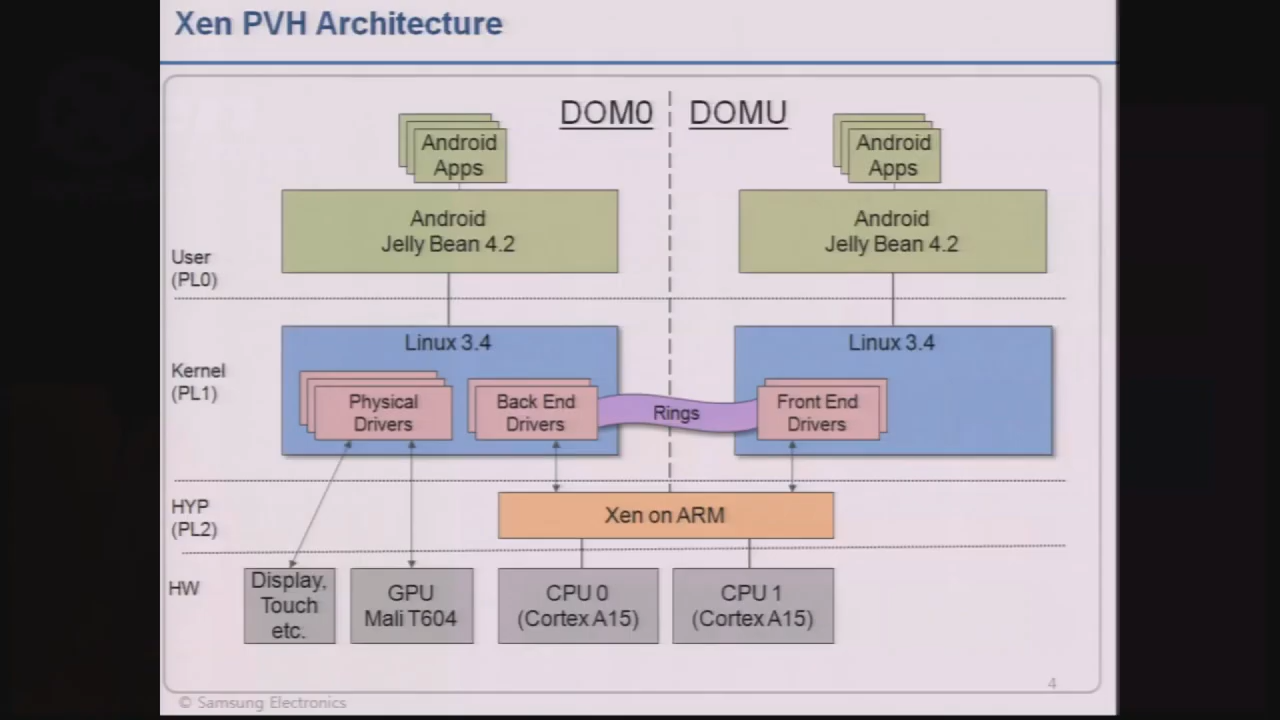 Xen PVH Architecture
DOM0
DOMU
Android
Apps
Android
Apps
Android
Jelly Bean 4.2
Android
Jelly Bean 4.2
User
(PL0)
Linux 3.4
Linux 3.4
Kernel
(PL1)
Physical
Drivers
Back End
Drivers
Rings
Front End
Drivers
HYP
(PL2)
Xen on ARM
HW
Display,
Touch
etc.
GPU
Mali T604
CPU 0
(Cortex A15)
CPU 1
(Cortex A15)
4
© Samsung Electronics